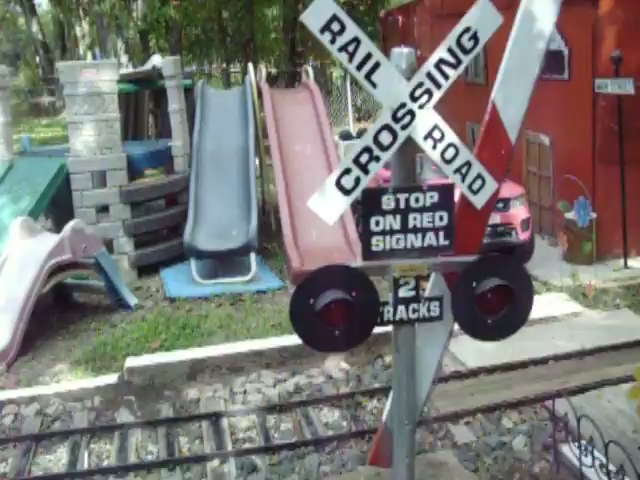 RAIL ROAD
CROSSING
STOP
ON RED
SIGNAL
2
TRACKS